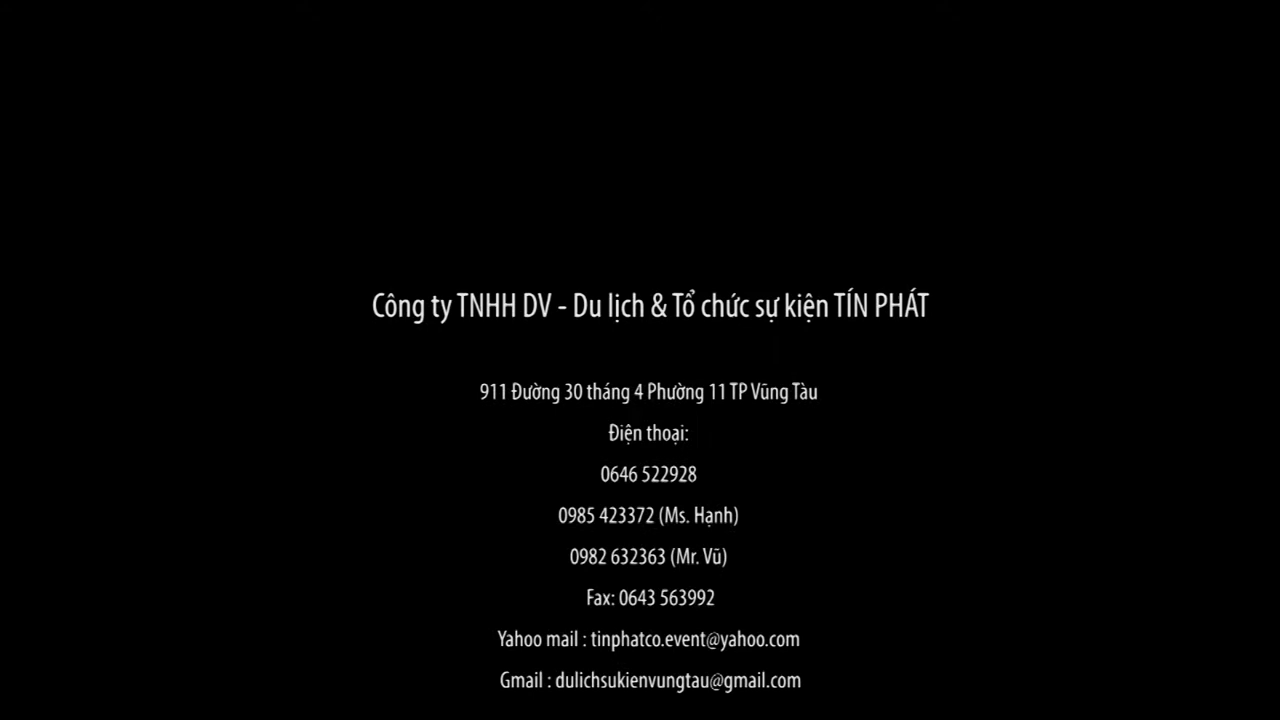 Công ty TNHH DV - Du lịch & Tổ chức sự kiện TÍN PHÁT
911 Đường 30 tháng 4 Phường 11 TP Vũng Tàu
Điện thoại:
0646 522928
0985 423372 (Ms. Hạnh)
0982 632363 (Mr. Vũ)
Fax: 0643 563992
Yahoo mail : tinphatco.event@yahoo.com
Gmail : dulichsukienvungtau@gmail.com